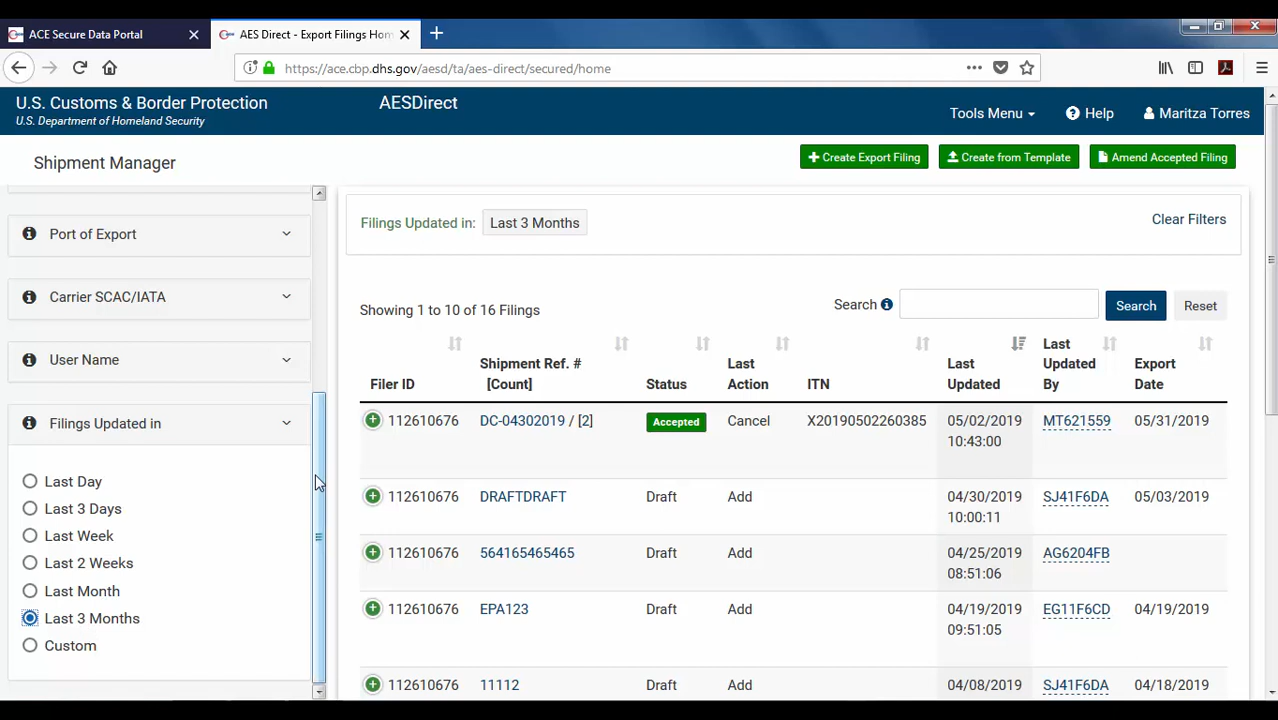 ACE Secure Data Portal
AES Direct - Export Filings Hom
https://ace.cbp.dhs.gov/aesd/ta/aes-direct/secured/home
U.S. Customs & Border Protection
U.S. Department of Homeland Security
AESDirect
Tools Menu
Help
Maritza Torres
Shipment Manager
Create Export Filing
Create from Template
Amend Accepted Filing
Port of Export
Carrier SCAC/IATA
User Name
Filings Updated in
Last Day
Last 3 Days
Last Week
Last 2 Weeks
Last Month
Last 3 Months
Custom
Filings Updated in: Last 3 Months
Clear Filters
Showing 1 to 10 of 16 Filings
Search
Search
Reset
Filer ID
Shipment Ref. #
[Count]
Status
Last
Action
ITN
Last
Updated
Last
Updated
By
Export
Date
112610676 DC-04302019 / [2] Accepted Cancel X20190502260385 05/02/2019 MT621559 05/31/2019
10:43:00
112610676 DRAFTDRAFT Draft Add 04/30/2019 SJ41F6DA 05/03/2019
10:00:11
112610676 564165465465 Draft Add 04/25/2019 AG6204FB
08:51:06
112610676 EPA123 Draft Add 04/19/2019 EG11F6CD 04/19/2019
09:51:05
112610676 11112 Draft Add 04/08/2019 SJ41F6DA 04/18/2019